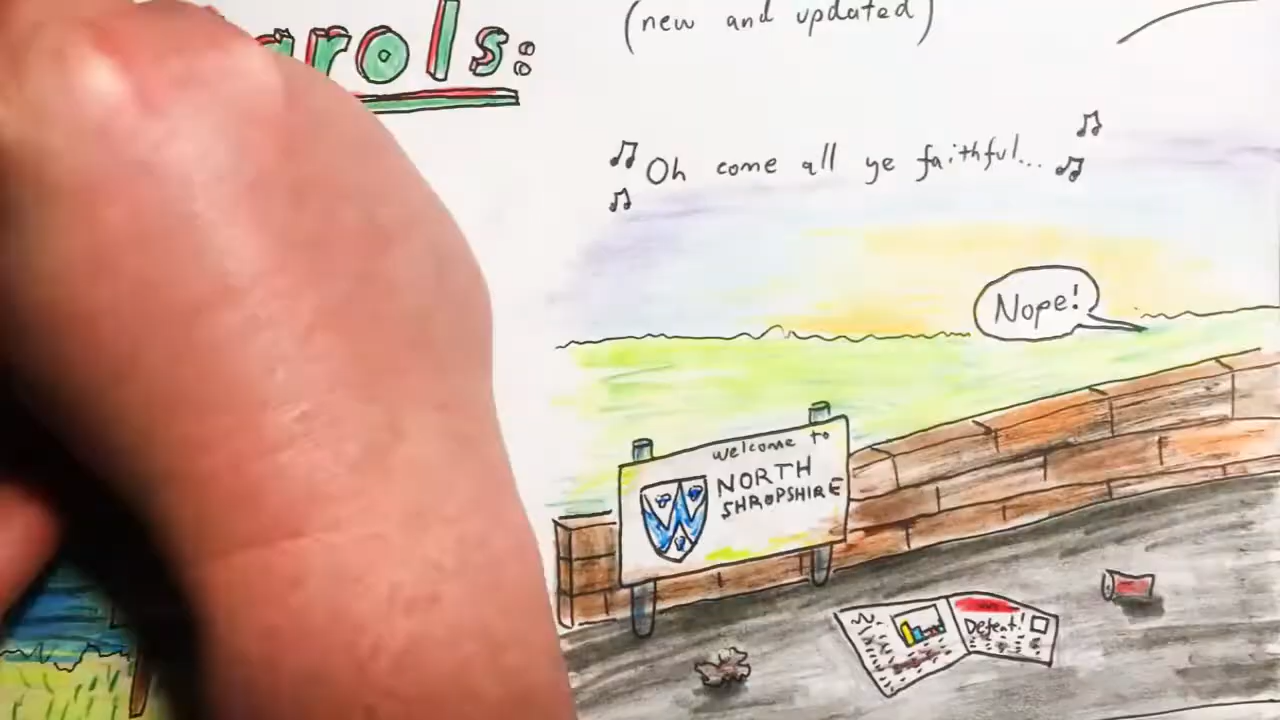 arols:
(new and updated)
Oh come all ye faithful...
Nope!
welcome to
NORTH
SHROPSHIRE
Defeat!